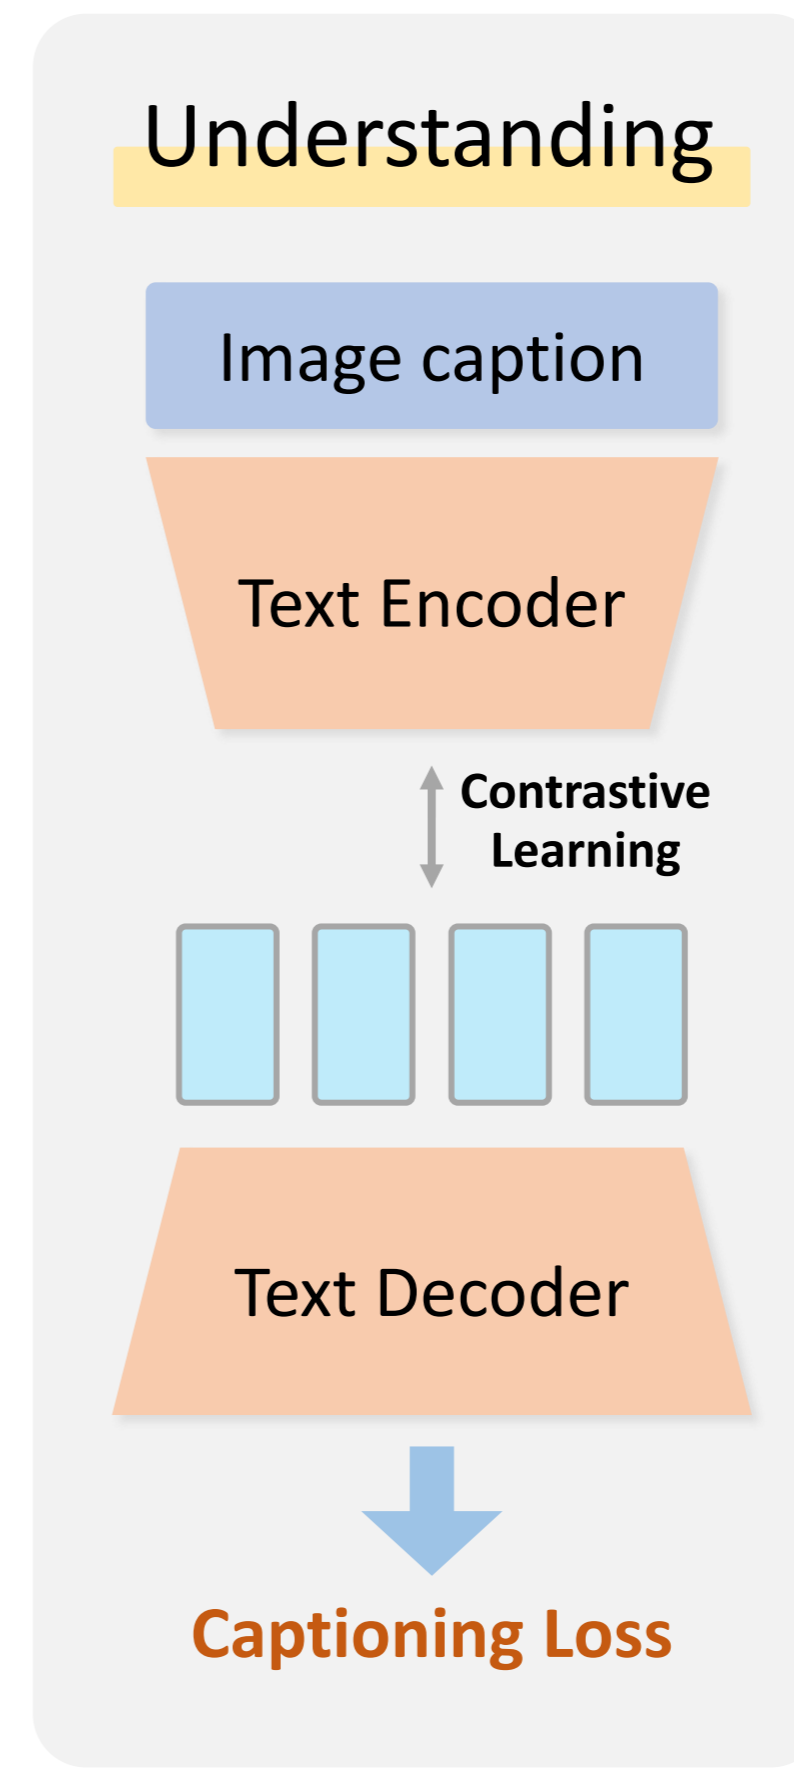 Understanding
Image caption
Text Encoder
Contrastive
Learning
Text Decoder
Captioning Loss